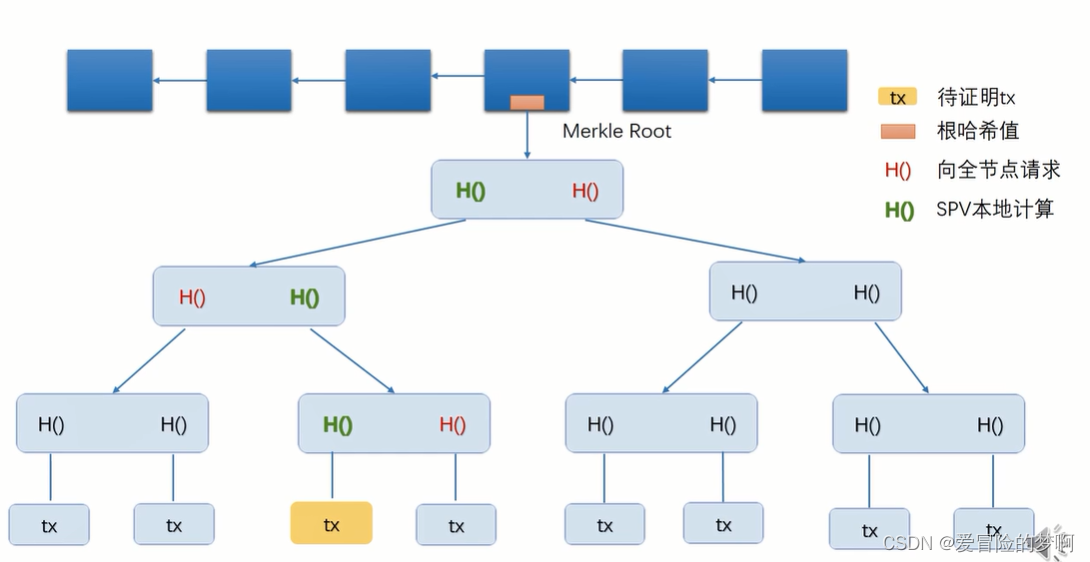 Merkle Root
tx 待证明tx
根哈希值
H() 向全节点请求
H() SPV本地计算
H() H()
H() H()
H() H()
H() H()
H() H()
H() H()
H() H()
tx
tx
tx
tx
tx
tx
tx
tx
CSDN @爱冒险的梦啊